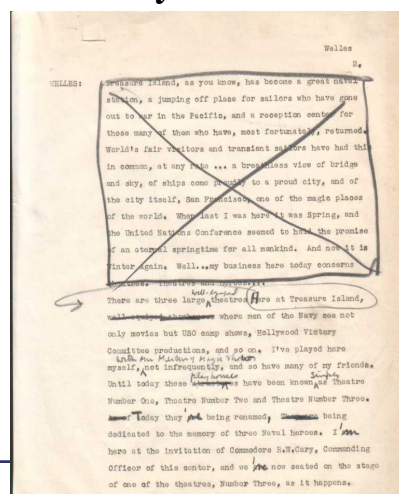 Welles
2.
WELLES: Treasure Island, as you know, has become a great naval
station, a jumping off place for sailors who have gone
out to war in the Pacific, and a reception center for
those many of them who have, most fortunately, returned.
World's fair visitors and transient sailors have had this
in common, at any rate ... a breathless view of bridge
and sky, of ships come proudly to a proud city, and of
the city itself, San Francisco, one of the magic places
of the world. When last I was here it was Spring, and
the United Nations Conference seemed to hold the promise
of an eternal springtime for all mankind. And now it is
Winter again. Well...my business here today concerns
theatres. Theatres and heroes....
well-equipped
There are three large theatres here at Treasure Island,
where men of the Navy see not
only movies but USO camp shows, Hollywood Victory
Committee productions, and so on. I've played here
with my Mercury Magic Show
myself, not infrequently, and so have many of my friends.
playhouses simply
Until today these have been known as Theatre
Number One, Theatre Number Two and Theatre Number Three.
As of Today they're being renamed, being
dedicated to the memory of three Naval heroes. I'm
here at the invitation of Commodore R.W.Cary, Commanding
Officer of this center, and we're now seated on the stage
of one of the theatres, Number Three, as it happens.